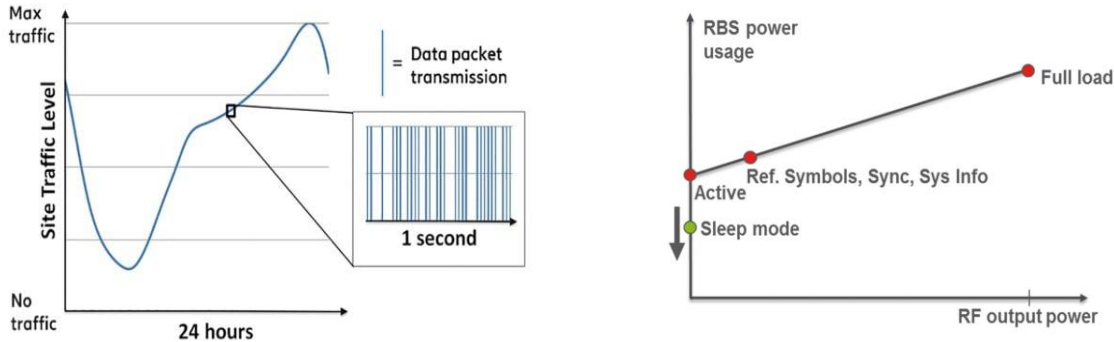 Max
traffic
Site Traffic Level
No
traffic
24 hours
= Data packet
transmission
1 second
RBS power
usage
Full load
Ref. Symbols, Sync, Sys Info
Active
Sleep mode
RF output power